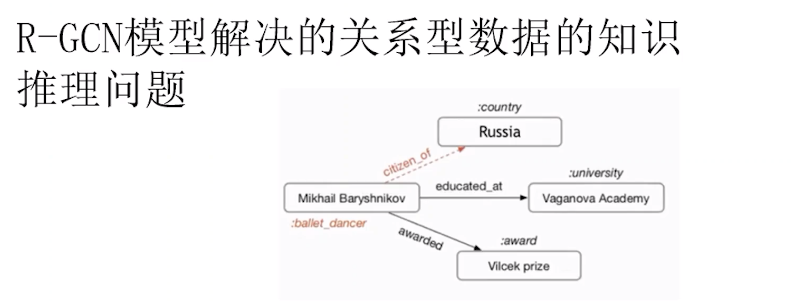 R-GCN模型解决的关系型数据的知识
推理问题
:country
Russia
citizen_of
:university
educated_at
Mikhail Baryshnikov
Vaganova Academy
:ballet_dancer
awarded
:award
Vilcek prize